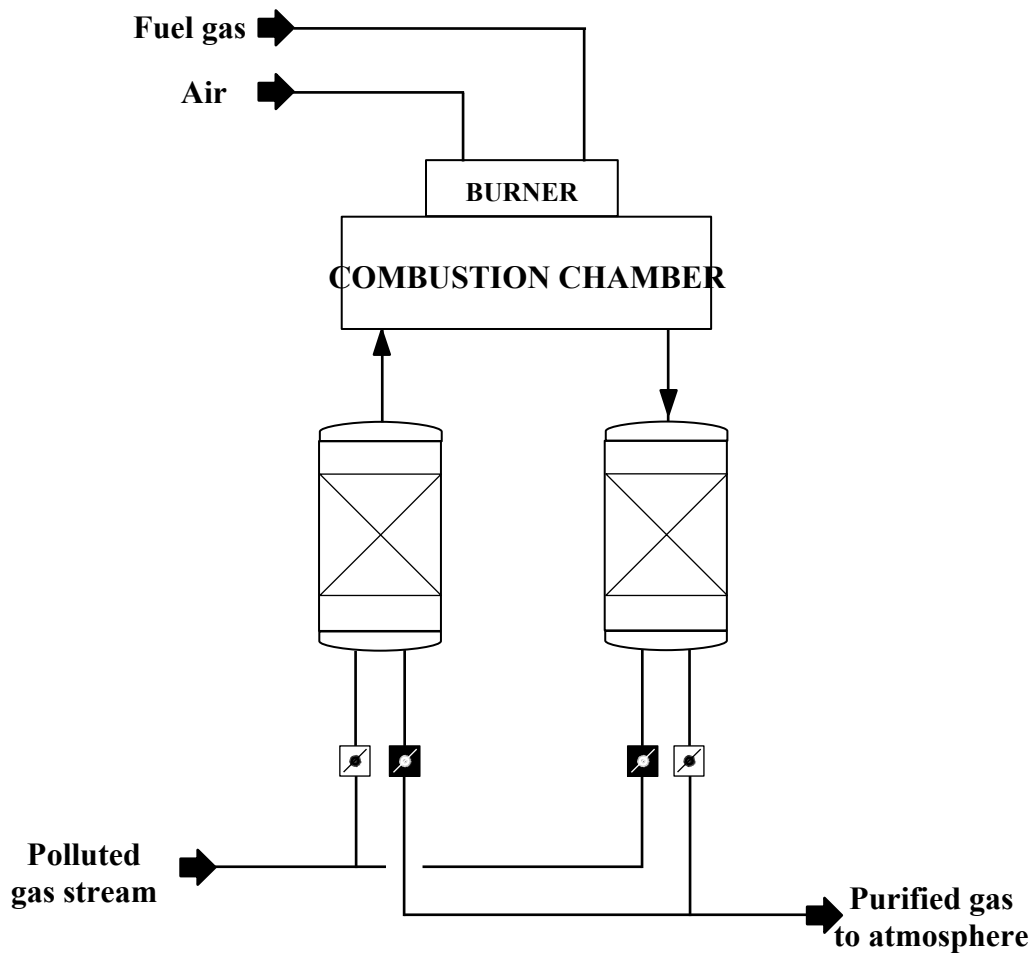 Fuel gas
Air
BURNER
COMBUSTION CHAMBER
Polluted
gas stream
Purified gas
to atmosphere